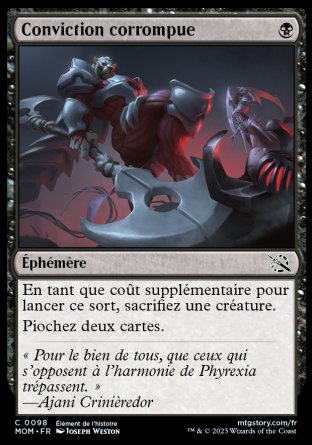 Conviction corrompue
Éphémère
En tant que coût supplémentaire pour
lancer ce sort, sacrifiez une créature.
Piochez deux cartes.
« Pour le bien de tous, que ceux qui
s'opposent à l'harmonie de Phyrexia
trépassent. »
—Ajani Crinièredor
C 0098 Élément de l'histoire mtgstory.com/fr
MOM • FR Joseph Weston ™ & © 2023 Wizards of the Coast